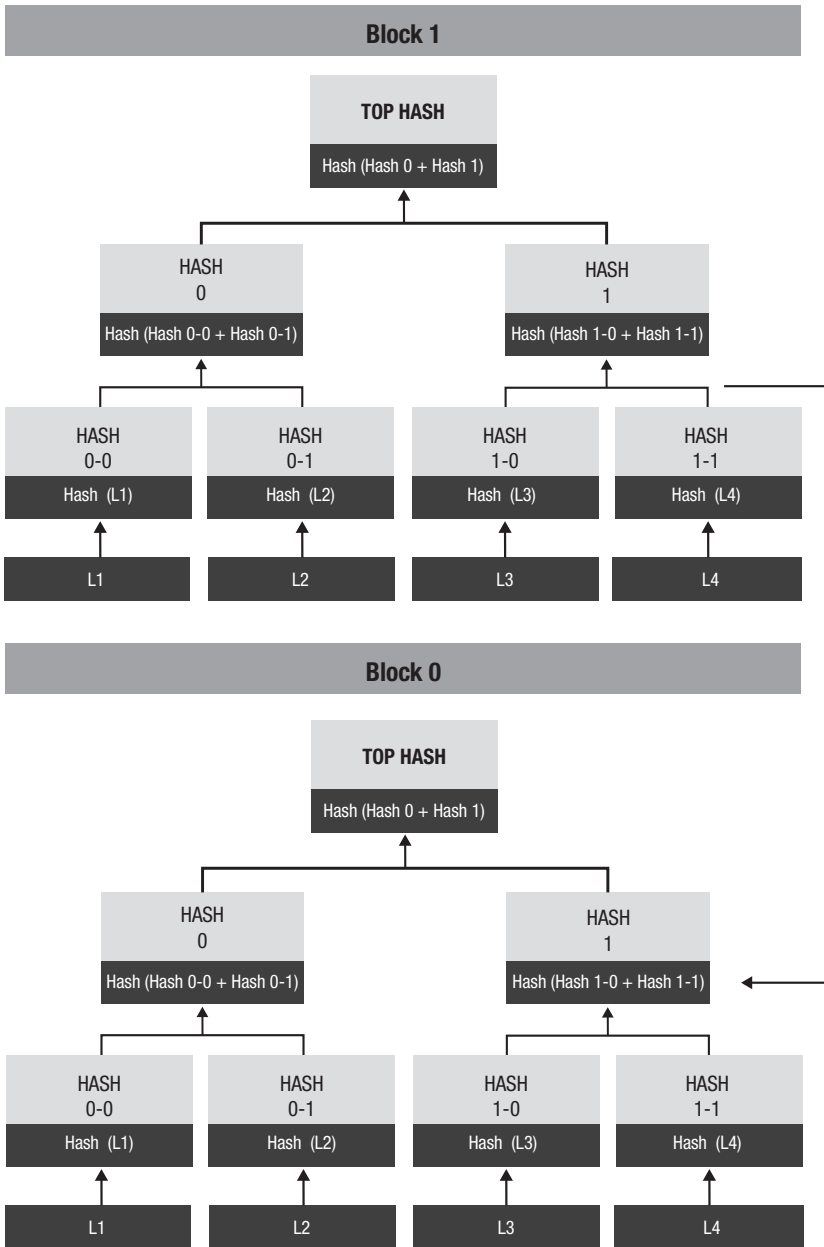 Block 1
TOP HASH
Hash (Hash 0 + Hash 1)
HASH
0
Hash (Hash 0-0 + Hash 0-1)
HASH
1
Hash (Hash 1-0 + Hash 1-1)
HASH
0-0
Hash (L1)
HASH
0-1
Hash (L2)
HASH
1-0
Hash (L3)
HASH
1-1
Hash (L4)
L1
L2
L3
L4
Block 0
TOP HASH
Hash (Hash 0 + Hash 1)
HASH
0
Hash (Hash 0-0 + Hash 0-1)
HASH
1
Hash (Hash 1-0 + Hash 1-1)
HASH
0-0
Hash (L1)
HASH
0-1
Hash (L2)
HASH
1-0
Hash (L3)
HASH
1-1
Hash (L4)
L1
L2
L3
L4